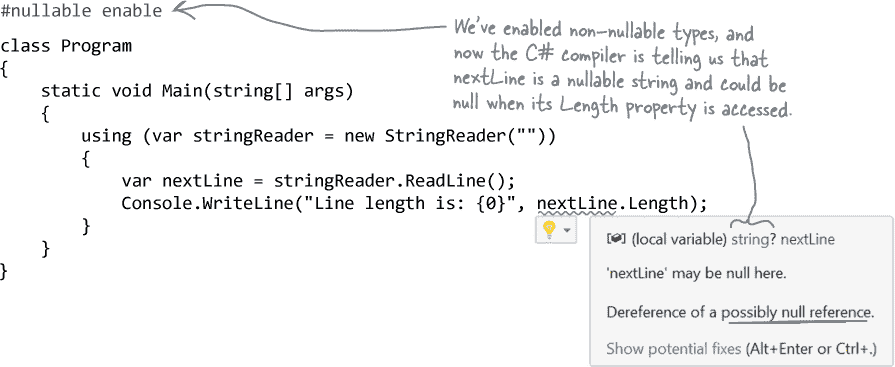 #nullable enable
class Program
{
    static void Main(string[] args)
    {
        using (var stringReader = new StringReader(""))
        {
            var nextLine = stringReader.ReadLine();
            Console.WriteLine("Line length is: {0}", nextLine.Length);
        }
    }
}
We've enabled non-nullable types, and
now the C# compiler is telling us that
nextLine is a nullable string and could be
null when its Length property is accessed.
(local variable) string? nextLine
'nextLine' may be null here.
Dereference of a possibly null reference.
Show potential fixes (Alt+Enter or Ctrl+.)